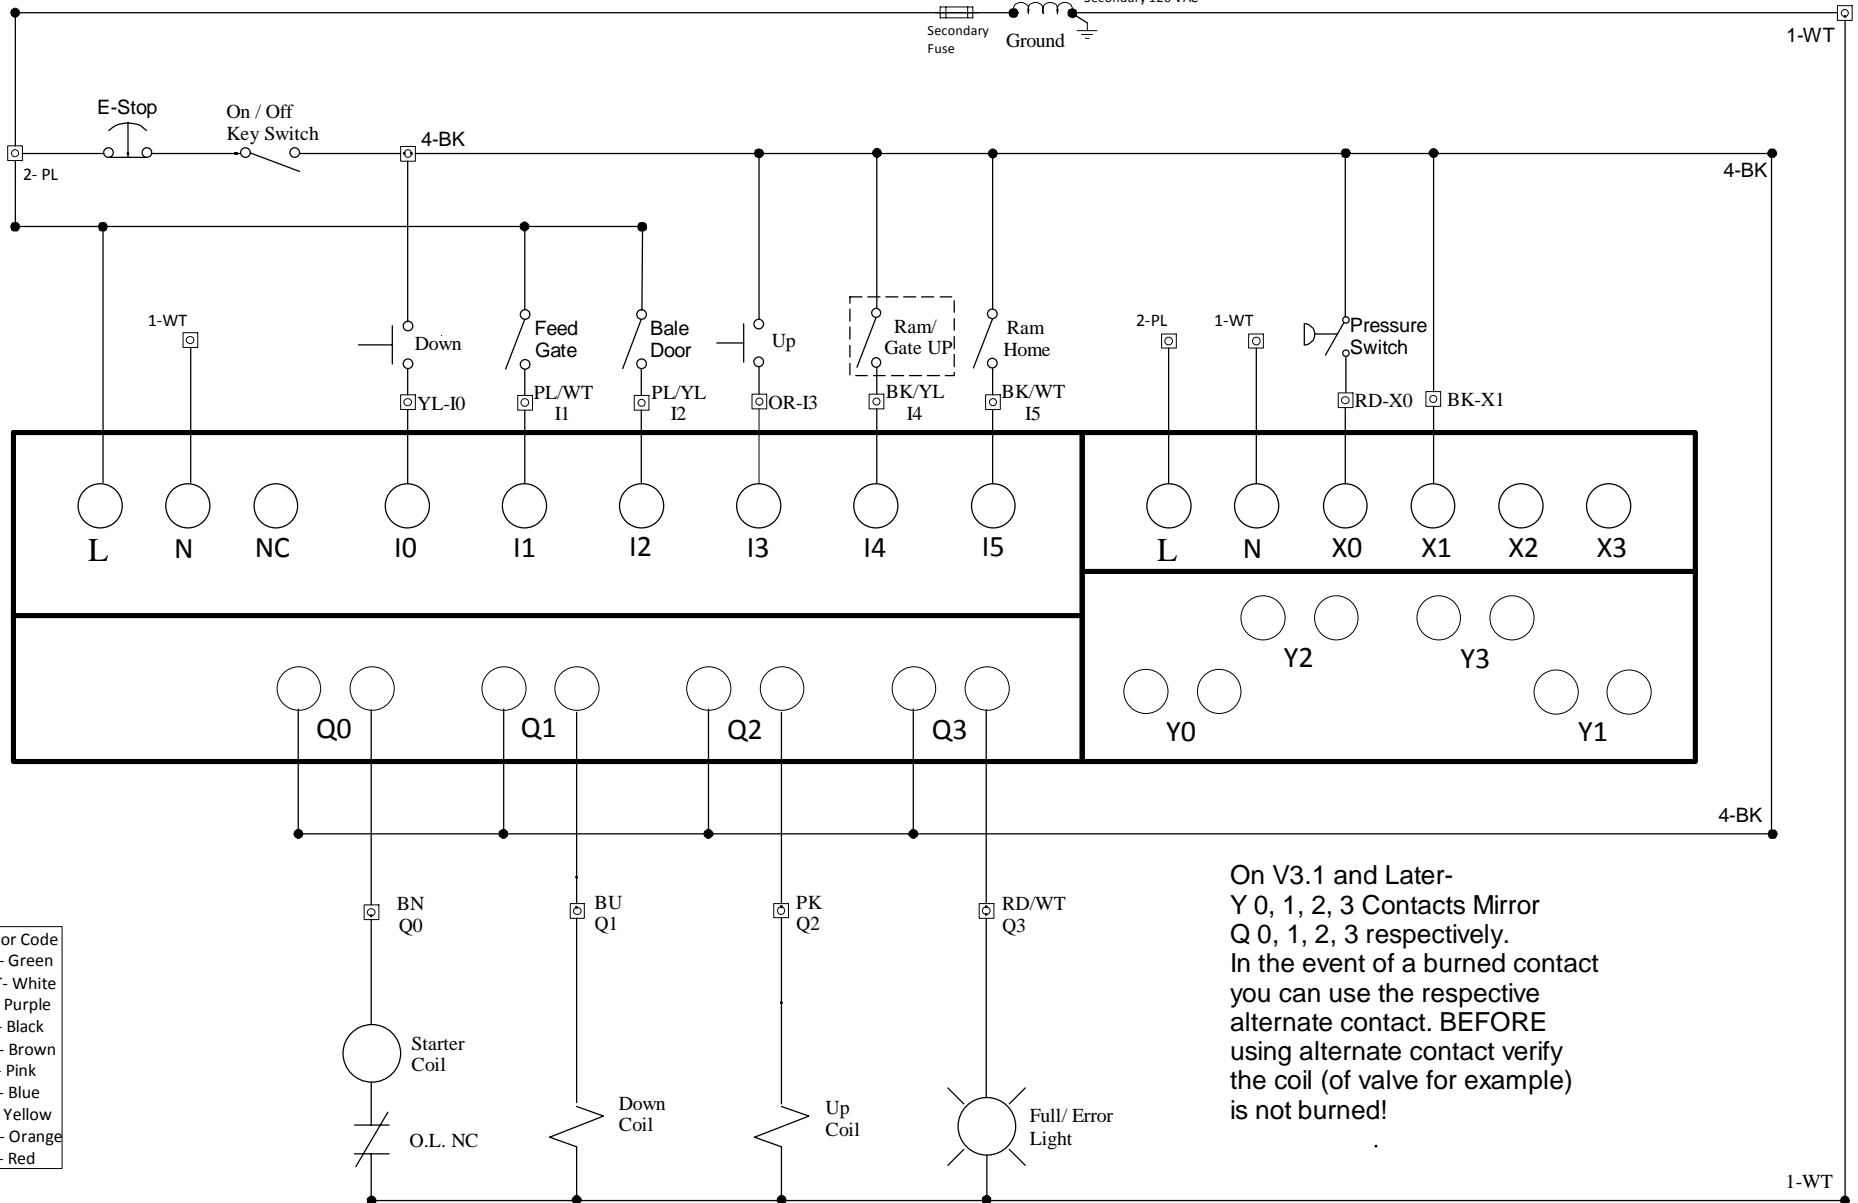 Secondary 120 VAC
Secondary
Fuse
Ground
1-WT
E-Stop
On / Off
Key Switch
4-BK
2- PL
4-BK
1-WT
Down
Feed
Gate
Bale
Door
Up
Ram/
Gate UP
Ram
Home
2-PL
1-WT
Pressure
Switch
YL-I0
PL/WT
I1
PL/YL
I2
OR-I3
BK/YL
I4
BK/WT
I5
RD-X0
BK-X1
L
N
NC
I0
I1
I2
I3
I4
I5
L
N
X0
X1
X2
X3
Y2
Y3
Y0
Y1
Q0
Q1
Q2
Q3
4-BK
BN
Q0
BU
Q1
PK
Q2
RD/WT
Q3
On V3.1 and Later-
Y 0, 1, 2, 3 Contacts Mirror
Q 0, 1, 2, 3 respectively.
In the event of a burned contact
you can use the respective
alternate contact. BEFORE
using alternate contact verify
the coil (of valve for example)
is not burned!
.
or Code
- Green
- White
Purple
- Black
- Brown
- Pink
- Blue
Yellow
- Orange
- Red
Starter
Coil
O.L. NC
Down
Coil
Up
Coil
Full/ Error
Light
1-WT